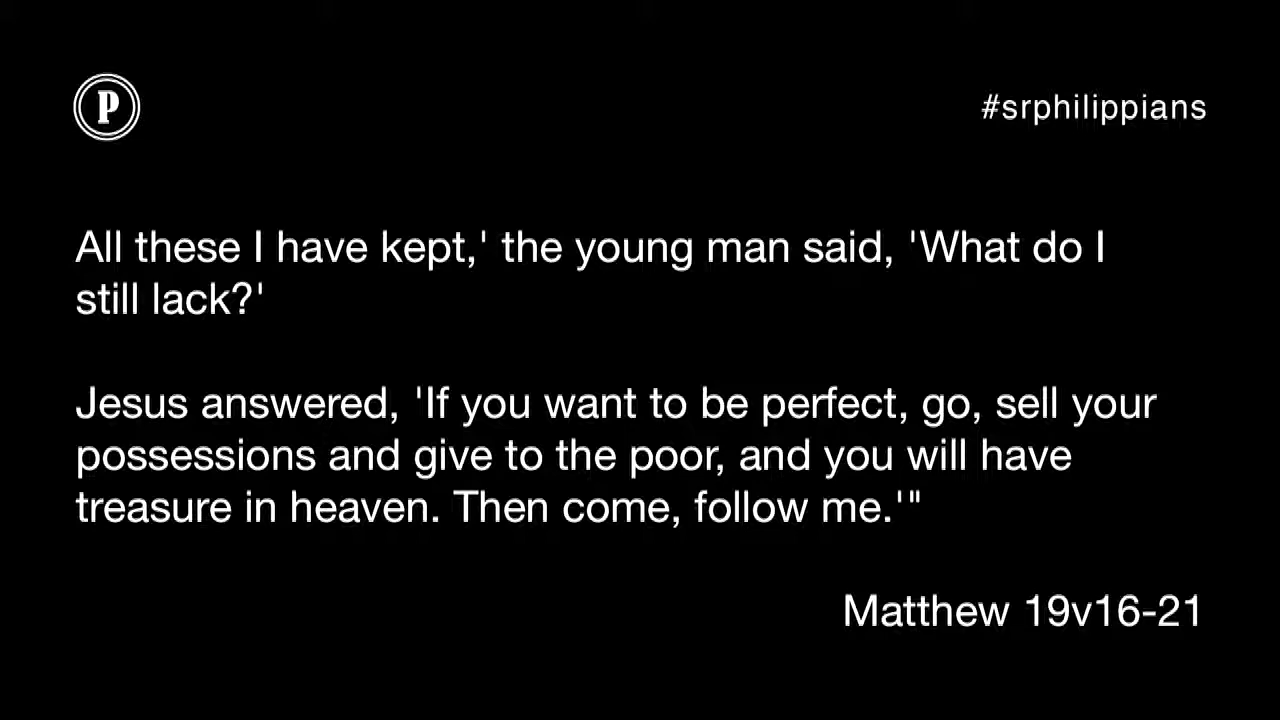 P
#srphilippians
All these I have kept,' the young man said, 'What do I
still lack?'
Jesus answered, 'If you want to be perfect, go, sell your
possessions and give to the poor, and you will have
treasure in heaven. Then come, follow me.'"
Matthew 19v16-21